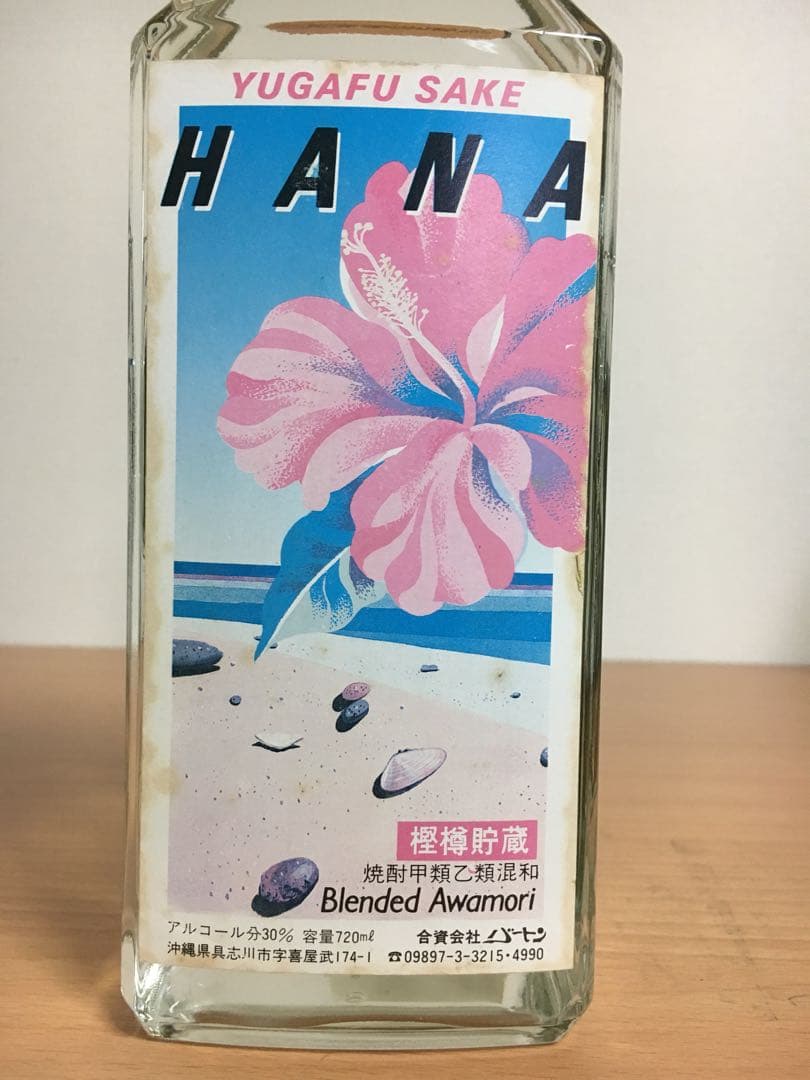 YUGAFU SAKE
HANA
樫樽貯蔵
焼酎甲類乙類混和
Blended Awamori
アルコール分30% 容量720mℓ 合資会社 バートン
沖縄県具志川市字喜屋武174-1 ☎09897-3-3215・4990